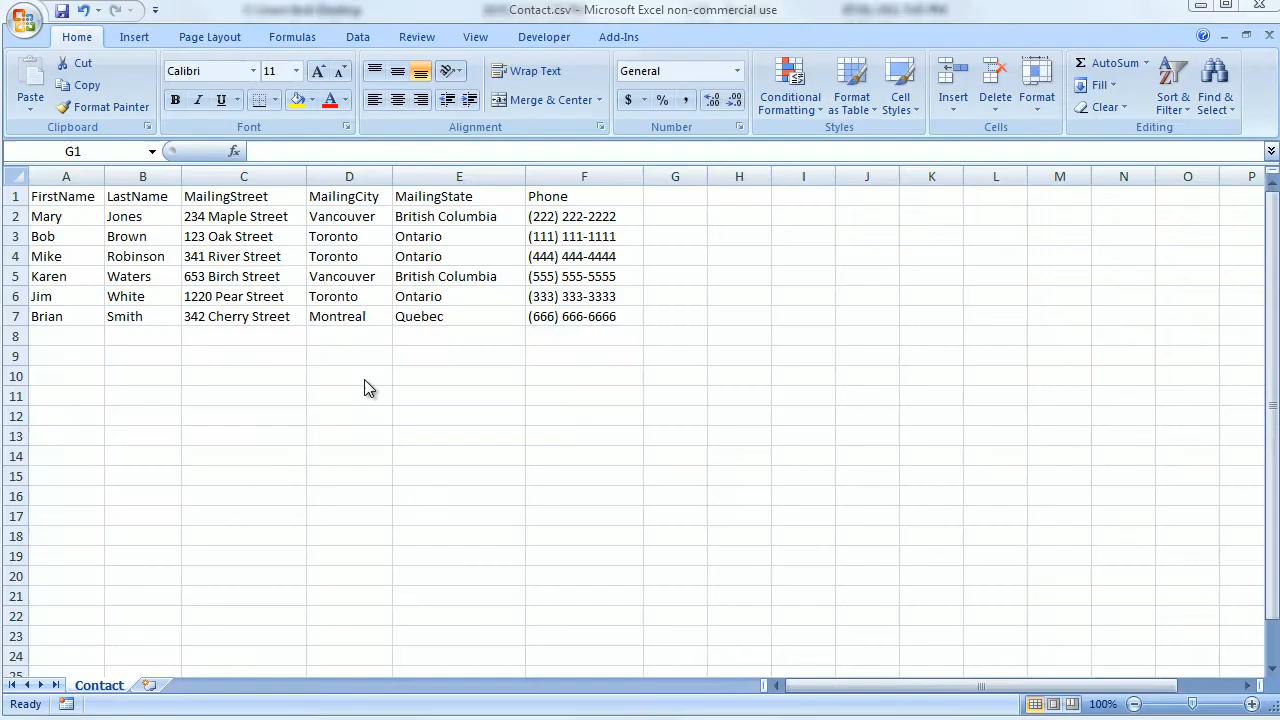 Contact.csv - Microsoft Excel non-commercial use
Home Insert Page Layout Formulas Data Review View Developer Add-Ins
Paste
Cut
Copy
Format Painter
Clipboard
Calibri 11
B I U A
Font
Wrap Text
Merge & Center
Alignment
General
$ % ,
Number
Conditional Formatting
Format as Table
Cell Styles
Styles
Insert Delete Format
Cells
AutoSum
Fill
Clear
Sort & Filter
Find & Select
Editing
G1 fx
A B C D E F G H I J K L M N O P
1 FirstName LastName MailingStreet MailingCity MailingState Phone
2 Mary Jones 234 Maple Street Vancouver British Columbia (222) 222-2222
3 Bob Brown 123 Oak Street Toronto Ontario (111) 111-1111
4 Mike Robinson 341 River Street Toronto Ontario (444) 444-4444
5 Karen Waters 653 Birch Street Vancouver British Columbia (555) 555-5555
6 Jim White 1220 Pear Street Toronto Ontario (333) 333-3333
7 Brian Smith 342 Cherry Street Montreal Quebec (666) 666-6666
8
9
10
11
12
13
14
15
16
17
18
19
20
21
22
23
24
25
Contact
Ready 100%